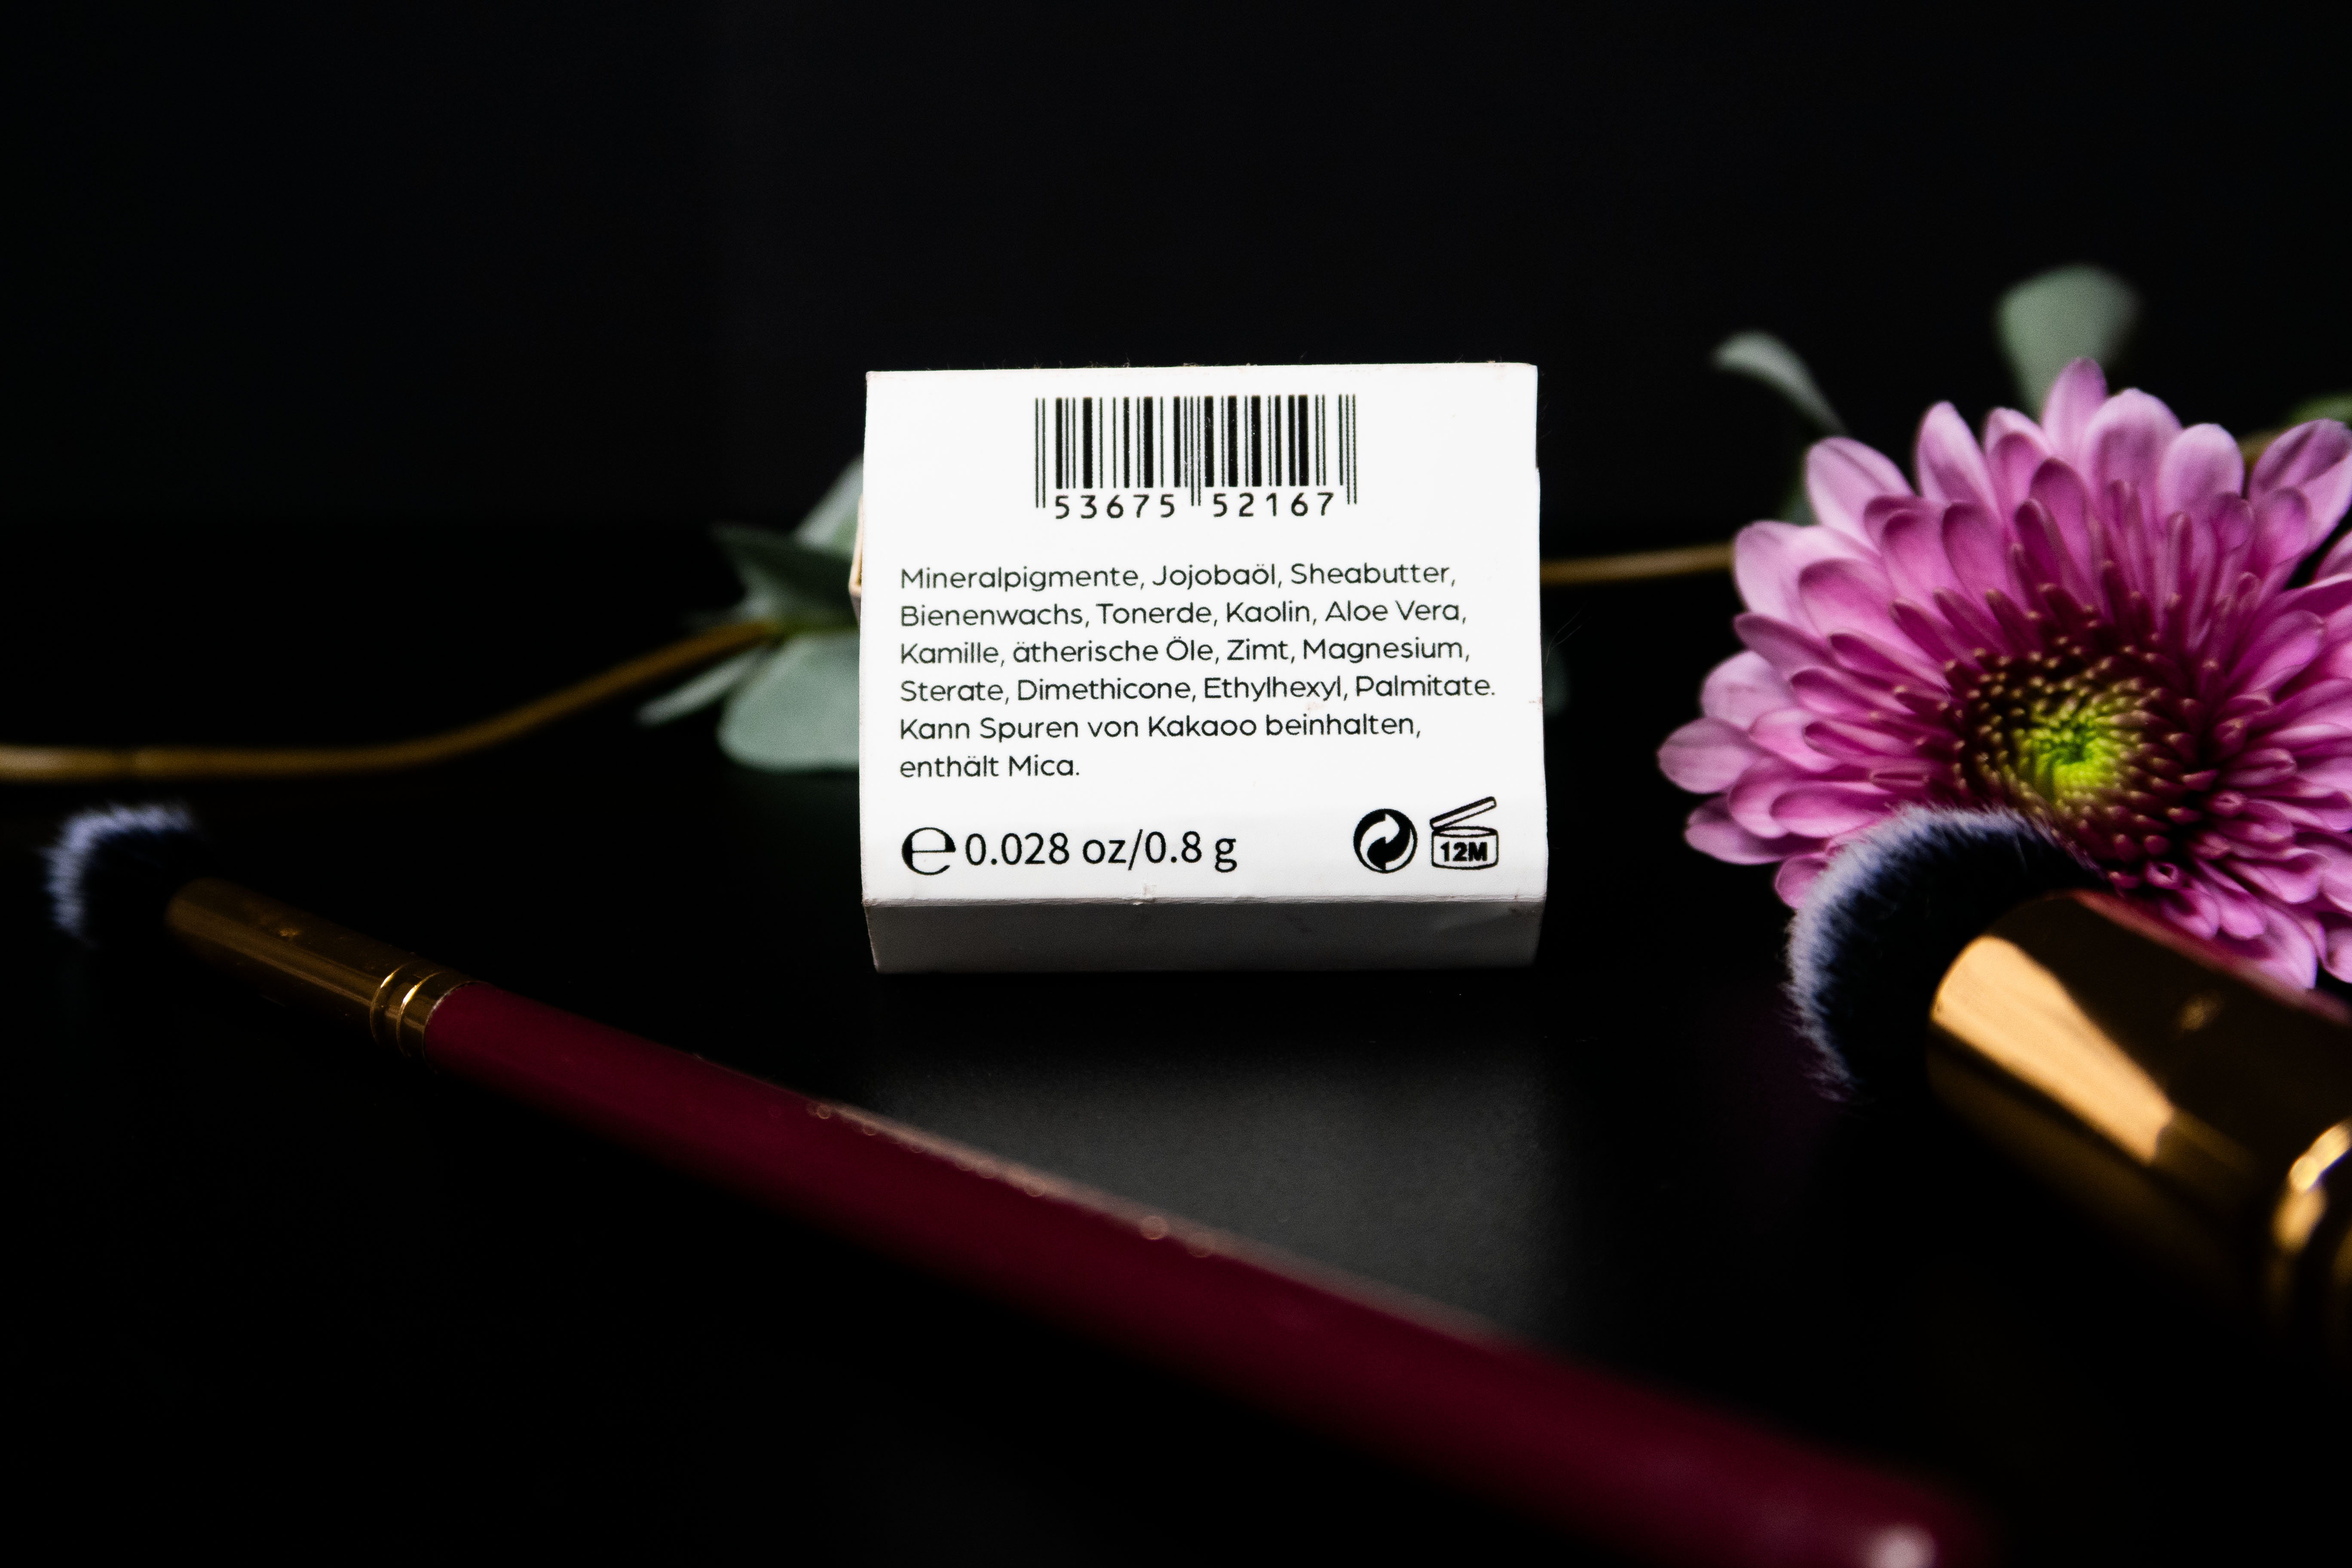 53675 52167
Mineralpigmente, Jojobaöl, Sheabutter,
Bienenwachs, Tonerde, Kaolin, Aloe Vera,
Kamille, ätherische Öle, Zimt, Magnesium,
Sterate, Dimethicone, Ethylhexyl, Palmitate.
Kann Spuren von Kakaoo beinhalten,
enthält Mica.
℮ 0.028 oz/0.8 g
12M